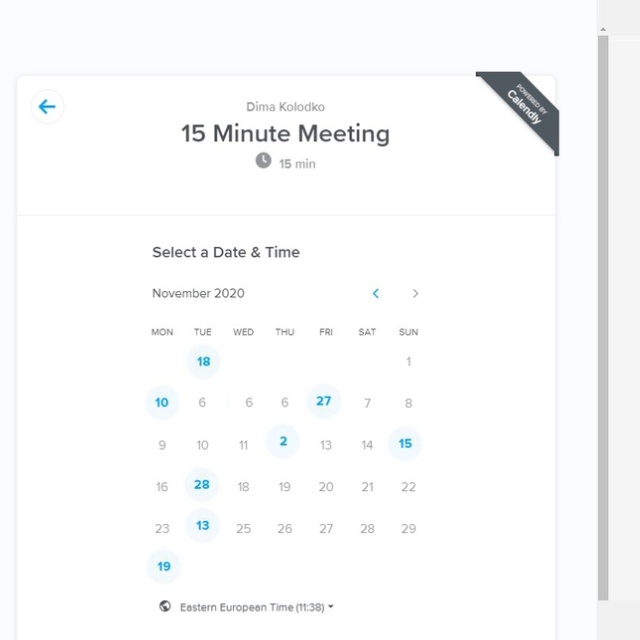 POWERED BY
Calendly
Dima Kolodko
15 Minute Meeting
15 min
Select a Date & Time
November 2020
MON TUE WED THU FRI SAT SUN
18 1
10 6 6 6 27 7 8
9 10 11 2 13 14 15
16 28 18 19 20 21 22
23 13 25 26 27 28 29
19
Eastern European Time (11:38)